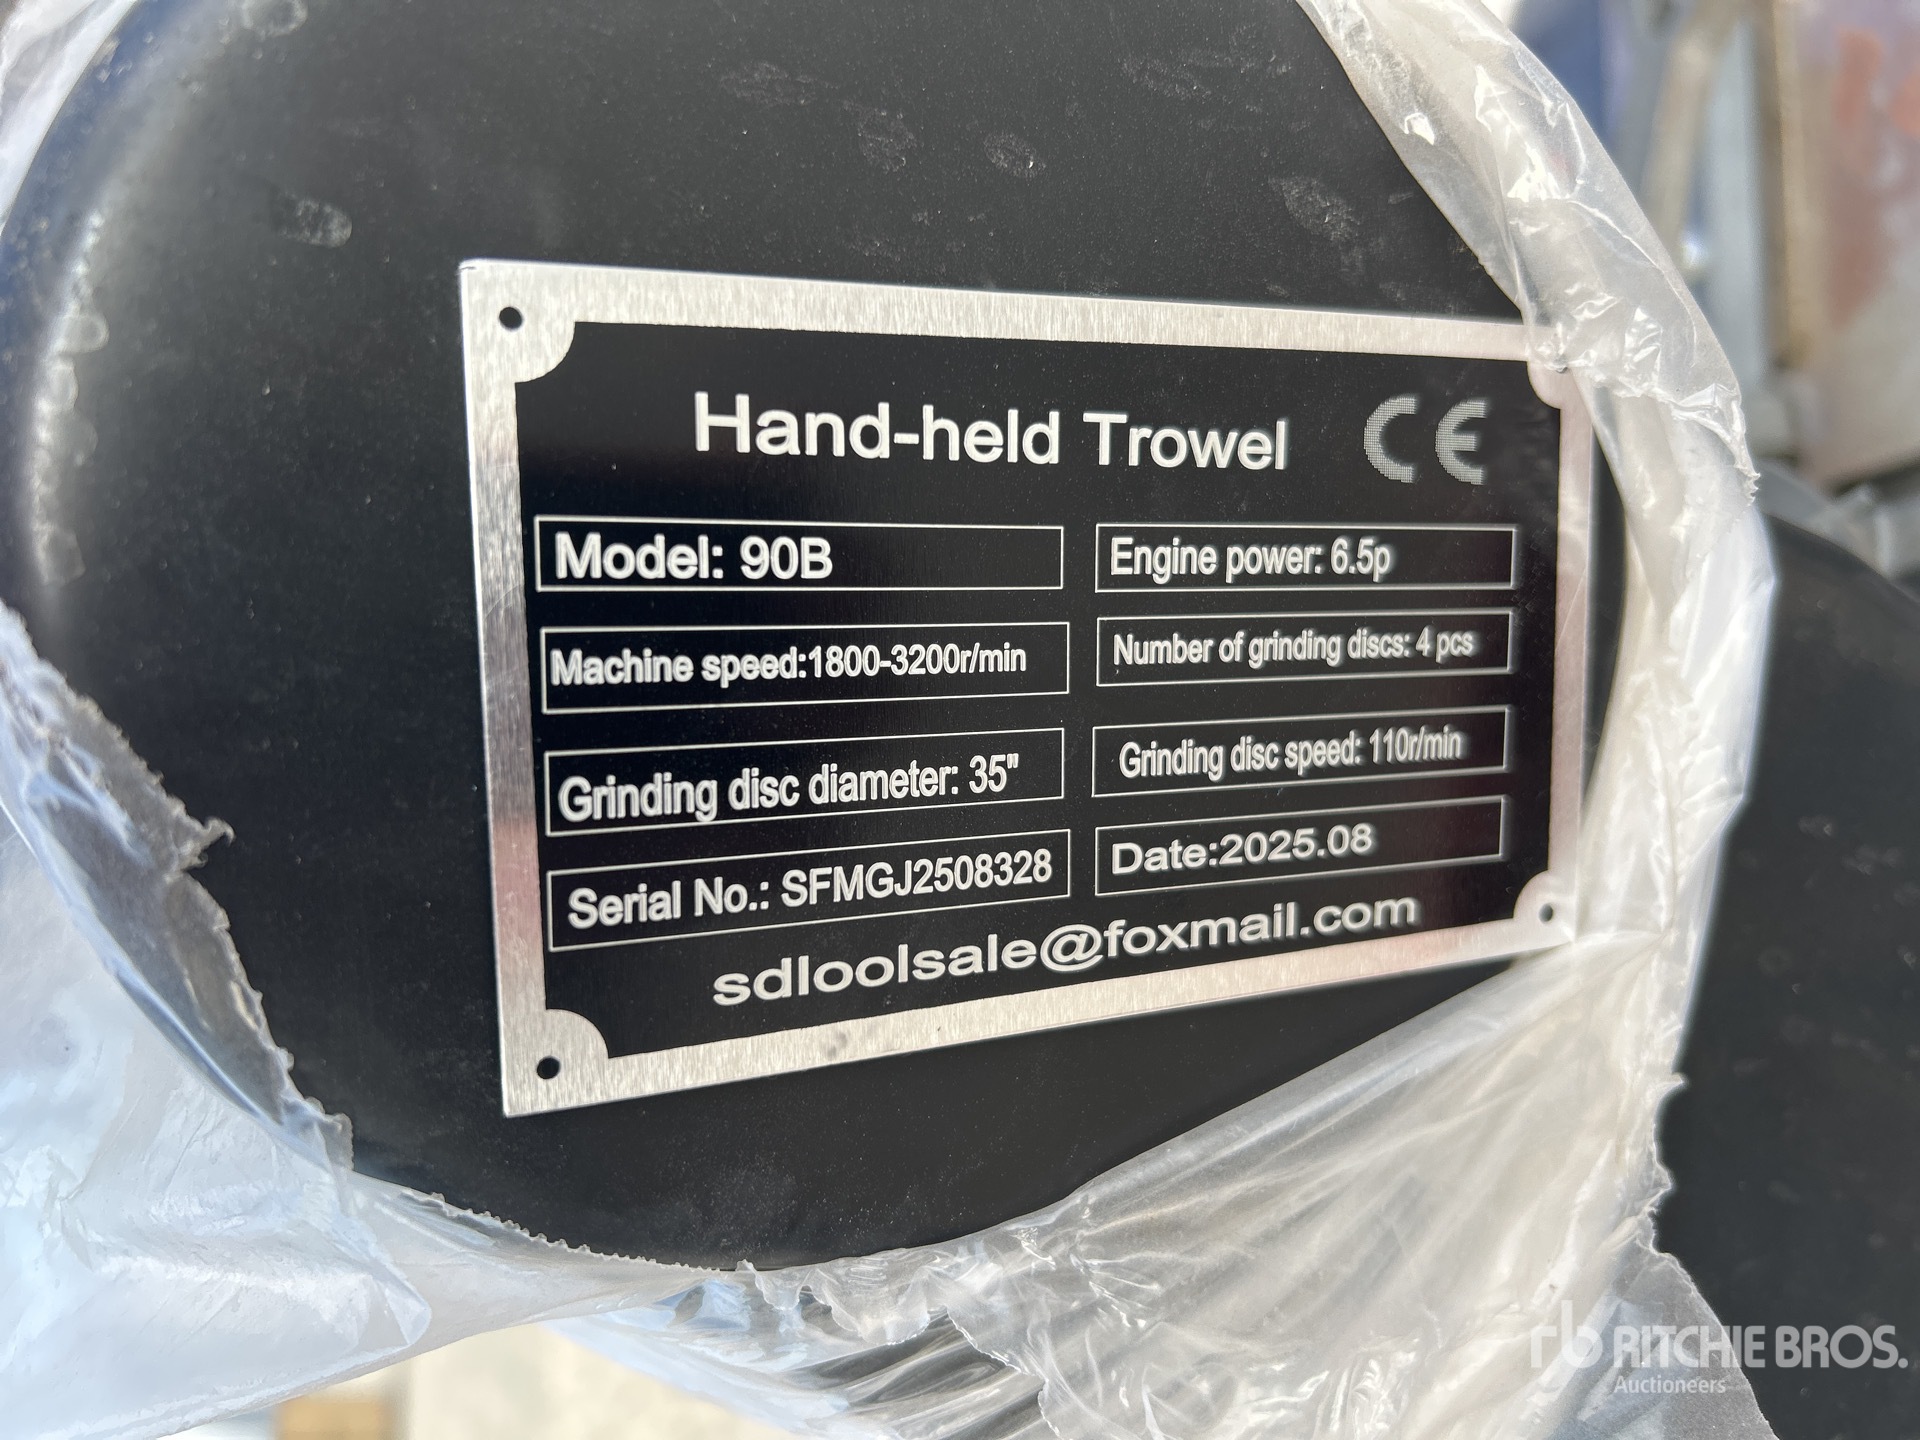 Hand-held Trowel CE
Model: 90B
Engine power: 6.5p
Machine speed:1800-3200r/min
Number of grinding discs: 4 pcs
Grinding disc diameter: 35"
Grinding disc speed: 110r/min
Serial No.: SFMGJ2508328
Date:2025.08
sdloolsale@foxmail.com
rb RITCHIE BROS.
Auctioneers